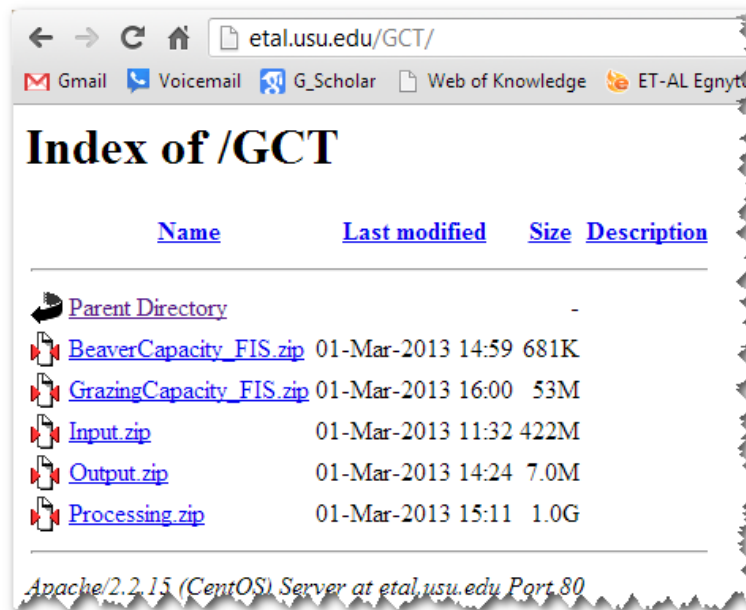 etal.usu.edu/GCT/
Gmail Voicemail G_Scholar Web of Knowledge ET-AL Egnyt
Index of /GCT
Name Last modified Size Description
Parent Directory -
BeaverCapacity_FIS.zip 01-Mar-2013 14:59 681K
GrazingCapacity_FIS.zip 01-Mar-2013 16:00 53M
Input.zip 01-Mar-2013 11:32 422M
Output.zip 01-Mar-2013 14:24 7.0M
Processing.zip 01-Mar-2013 15:11 1.0G
Apache/2.2.15 (CentOS) Server at etal.usu.edu Port 80